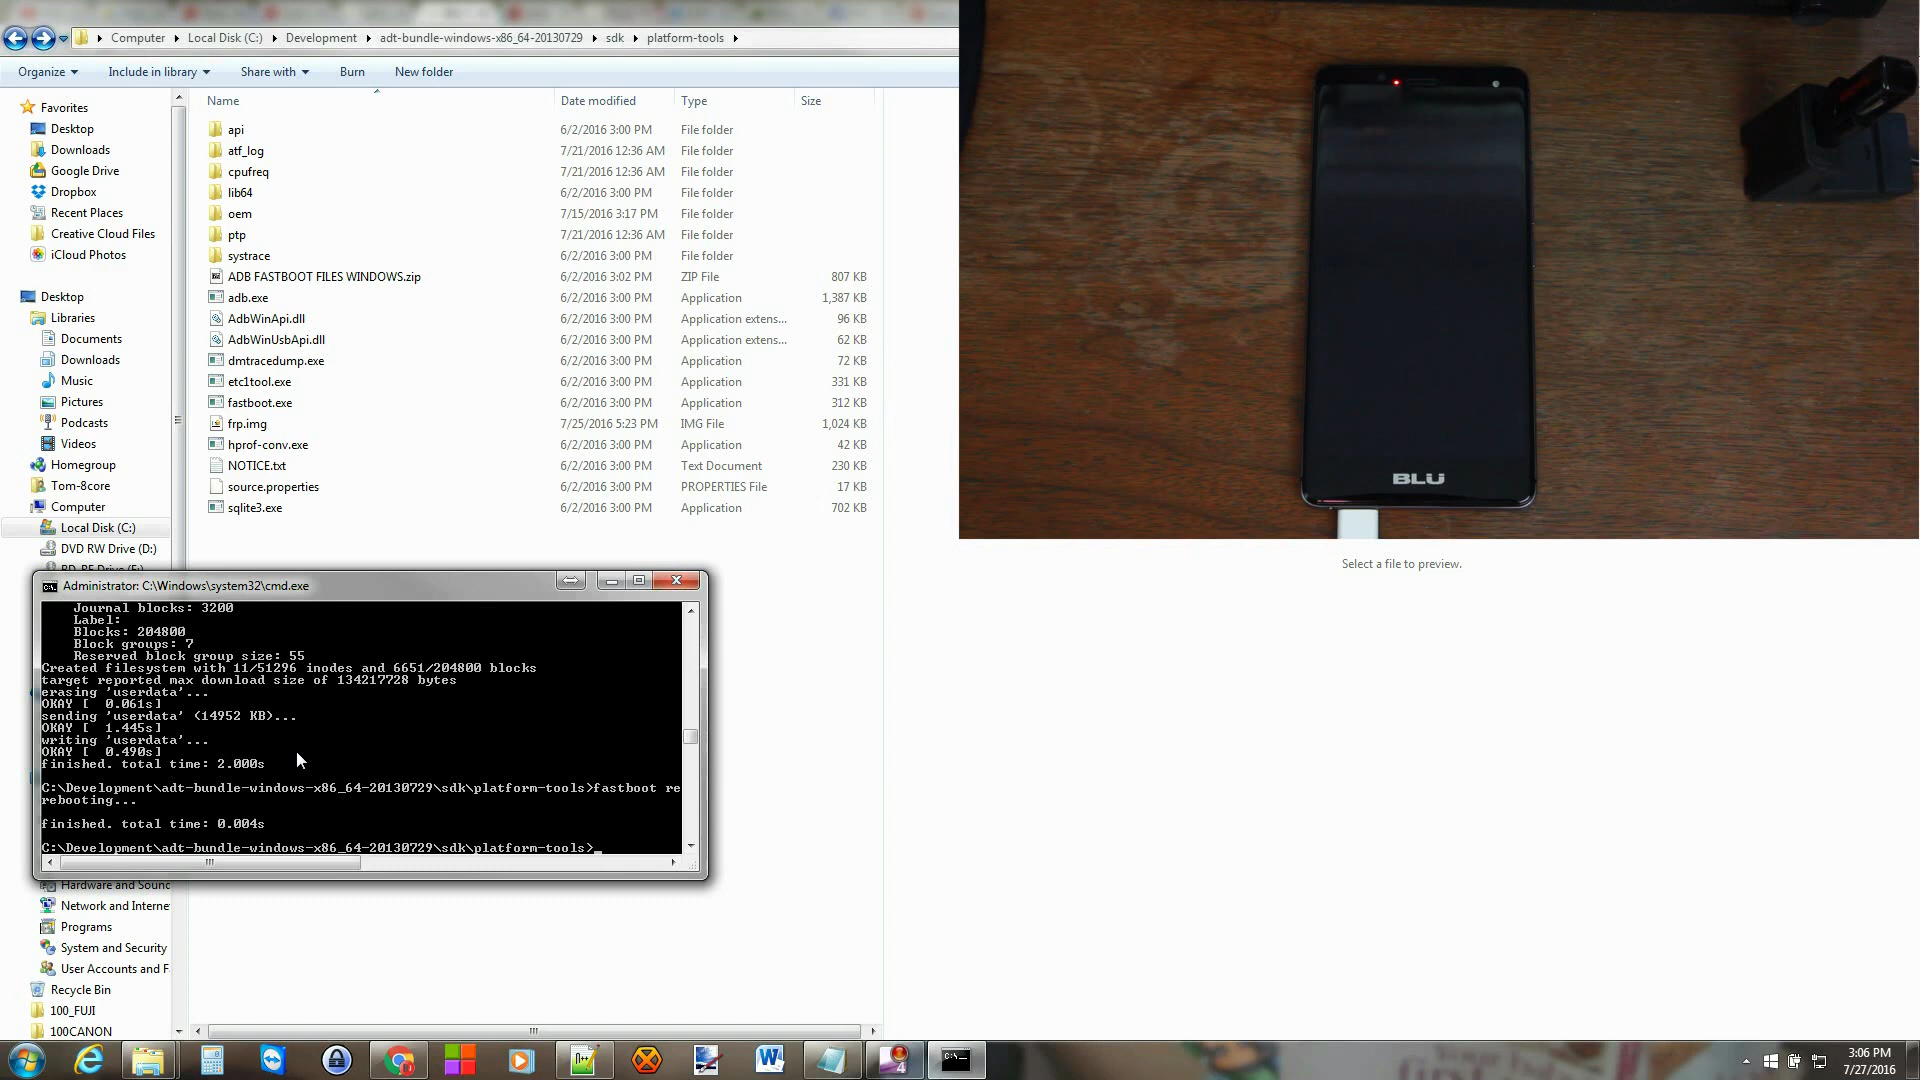 Computer
Local Disk (C:)
Development
adt-bundle-windows-x86_64-20130729
sdk
platform-tools
Organize
Include in library
Share with
Burn
New folder
Name
Date modified
Type
Size
Favorites
Desktop
Downloads
Google Drive
Dropbox
Recent Places
Creative Cloud Files
iCloud Photos
Desktop
Libraries
Documents
Downloads
Music
Pictures
Podcasts
Videos
Homegroup
Tom-8core
Computer
Local Disk (C:)
DVD RW Drive (D:)
api 6/2/2016 3:00 PM File folder
atf_log 7/21/2016 12:36 AM File folder
cpufreq 7/21/2016 12:36 AM File folder
lib64 6/2/2016 3:00 PM File folder
oem 7/15/2016 3:17 PM File folder
ptp 7/21/2016 12:36 AM File folder
systrace 6/2/2016 3:00 PM File folder
ADB FASTBOOT FILES WINDOWS.zip 6/2/2016 3:02 PM ZIP File 807 KB
adb.exe 6/2/2016 3:00 PM Application 1,387 KB
AdbWinApi.dll 6/2/2016 3:00 PM Application extens... 96 KB
AdbWinUsbApi.dll 6/2/2016 3:00 PM Application extens... 62 KB
dmtracedump.exe 6/2/2016 3:00 PM Application 72 KB
etc1tool.exe 6/2/2016 3:00 PM Application 331 KB
fastboot.exe 6/2/2016 3:00 PM Application 312 KB
frp.img 7/25/2016 5:23 PM IMG File 1,024 KB
hprof-conv.exe 6/2/2016 3:00 PM Application 42 KB
NOTICE.txt 6/2/2016 3:00 PM Text Document 230 KB
source.properties 6/2/2016 3:00 PM PROPERTIES File 17 KB
sqlite3.exe 6/2/2016 3:00 PM Application 702 KB
BLU
Select a file to preview.
Administrator: C:\Windows\system32\cmd.exe
Journal blocks: 3200
Label:
Blocks: 204800
Block groups: 7
Reserved block group size: 55
Created filesystem with 11/51296 inodes and 6651/204800 blocks
target reported max download size of 134217728 bytes
erasing 'userdata'...
OKAY [  0.061s]
sending 'userdata' (14952 KB)...
OKAY [  1.445s]
writing 'userdata'...
OKAY [  0.490s]
finished. total time: 2.000s
C:\Development\adt-bundle-windows-x86_64-20130729\sdk\platform-tools>fastboot re
rebooting...
finished. total time: 0.004s
C:\Development\adt-bundle-windows-x86_64-20130729\sdk\platform-tools>_
Hardware and Sound
Network and Interne
Programs
System and Security
User Accounts and F
Recycle Bin
100_FUJI
100CANON
3:06 PM
7/27/2016